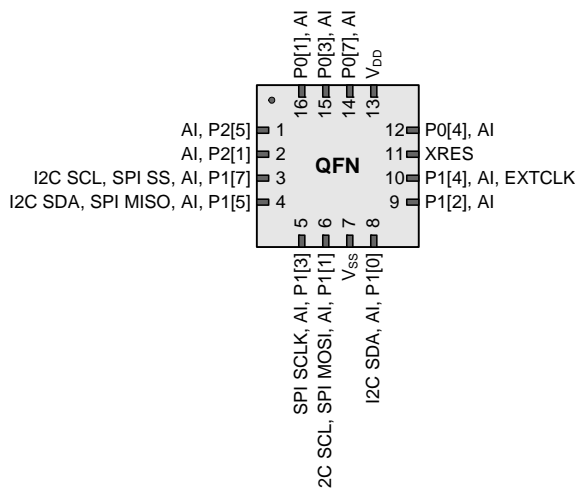 P0[1], AI
P0[3], AI
P0[7], AI
VDD
16
15
14
13
AI, P2[5] 1
AI, P2[1] 2
I2C SCL, SPI SS, AI, P1[7] 3
I2C SDA, SPI MISO, AI, P1[5] 4
QFN
12 P0[4], AI
11 XRES
10 P1[4], AI, EXTCLK
9 P1[2], AI
5
6
7
8
SPI SCLK, AI, P1[3]
2C SCL, SPI MOSI, AI, P1[1]
VSS
I2C SDA, AI, P1[0]